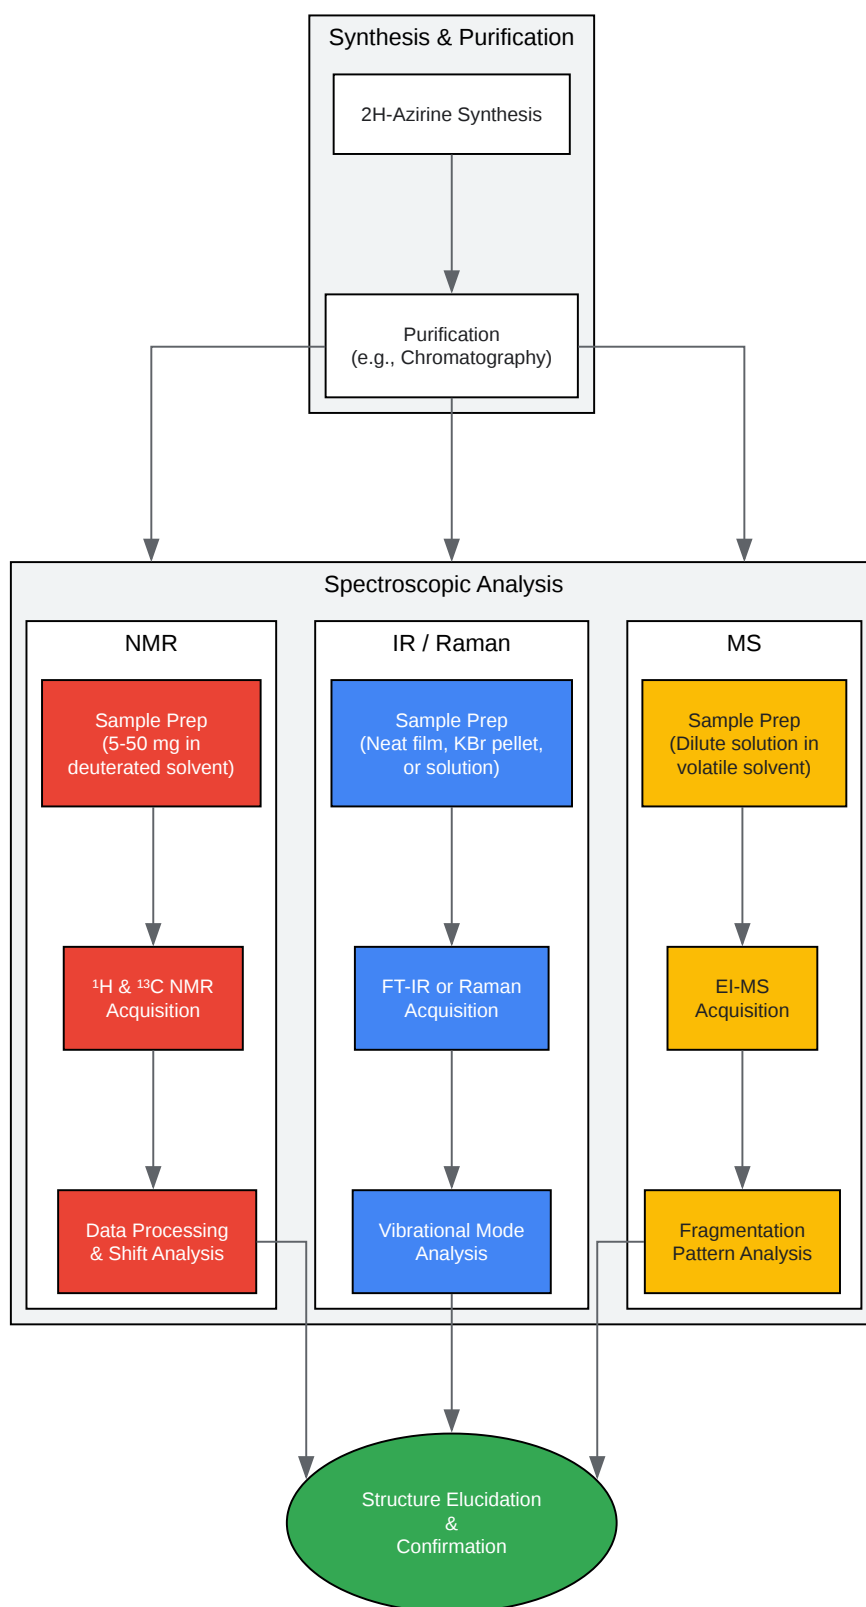 Synthesis & Purification
2H-Azirine Synthesis
Purification
(e.g., Chromatography)
Spectroscopic Analysis
NMR
Sample Prep
(5-50 mg in
deuterated solvent)
¹H & ¹³C NMR
Acquisition
Data Processing
& Shift Analysis
IR / Raman
Sample Prep
(Neat film, KBr pellet,
or solution)
FT-IR or Raman
Acquisition
Vibrational Mode
Analysis
MS
Sample Prep
(Dilute solution in
volatile solvent)
EI-MS
Acquisition
Fragmentation
Pattern Analysis
Structure Elucidation
&
Confirmation